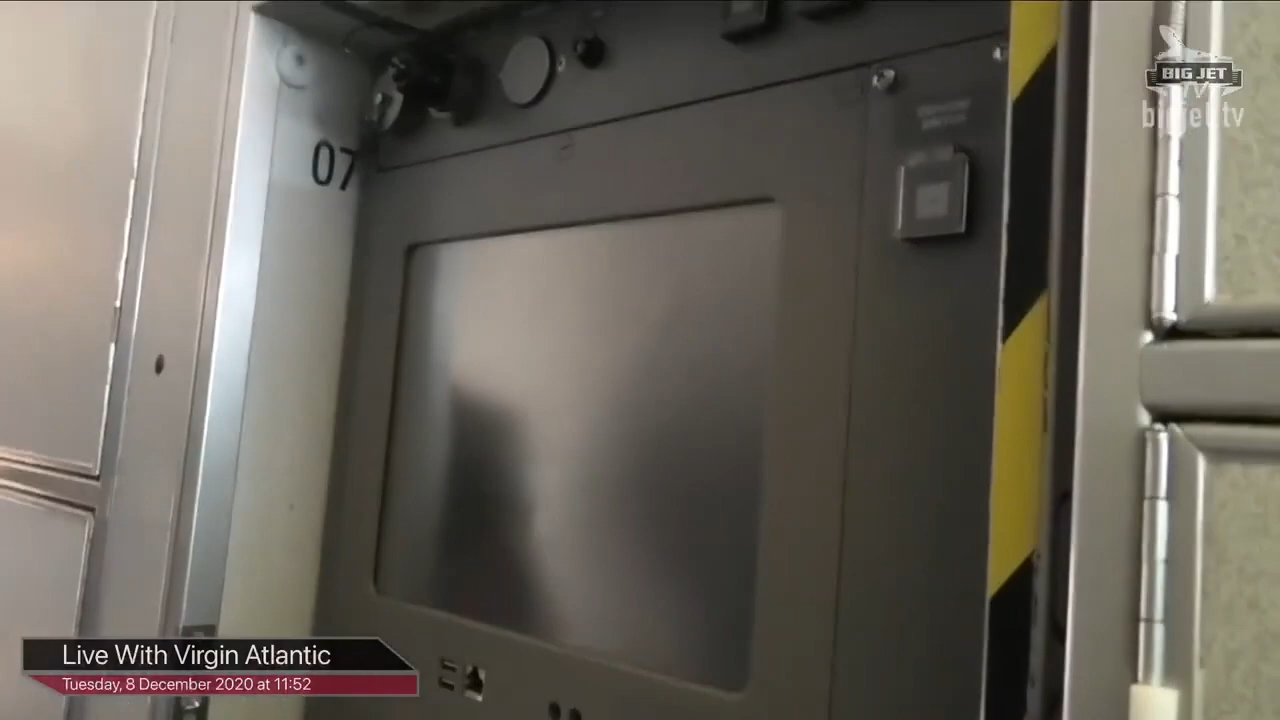 BIG JET
TV
bigjet.tv
07
Live With Virgin Atlantic
Tuesday, 8 December 2020 at 11:52